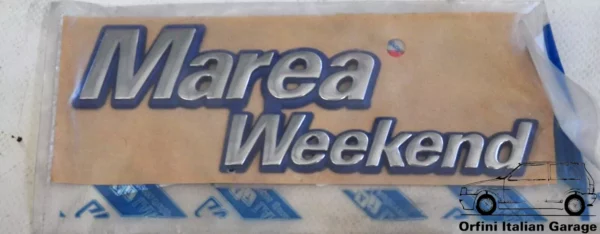 Marea
Weekend
Orfini Italian Garage